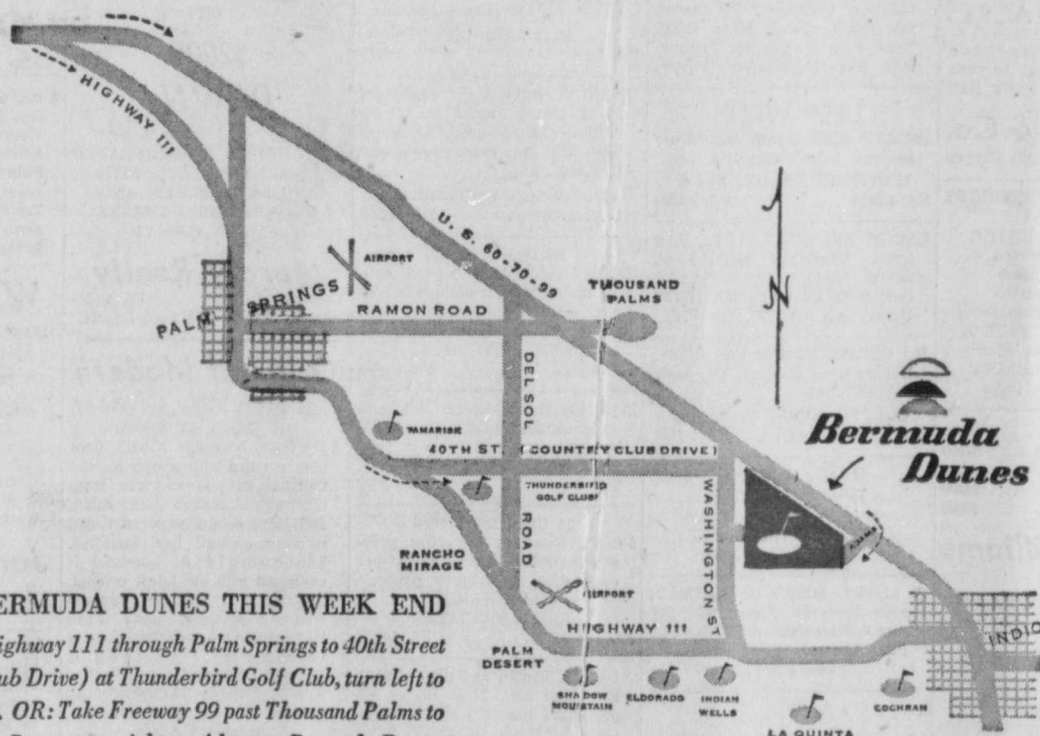 HIGHWAY 111
U. S. 60-70-99
AIRPORT
THOUSAND
PALMS
PALM SPRINGS
RAMON ROAD
N
DEL SOL
ROAD
TAMARISK
Bermuda
Dunes
40TH ST. (COUNTRY CLUB DRIVE)
THUNDERBIRD
GOLF CLUB
WASHINGTON ST
ADAMS
RANCHO
MIRAGE
AIRPORT
HIGHWAY 111
INDIO
PALM
DESERT
SHADOW
MOUNTAIN
ELDORADO
INDIAN
WELLS
COCHRAN
LA QUINTA
ERMUDA DUNES THIS WEEK END
ighway 111 through Palm Springs to 40th Street
ub Drive) at Thunderbird Golf Club, turn left to
. OR: Take Freeway 99 past Thousand Palms to